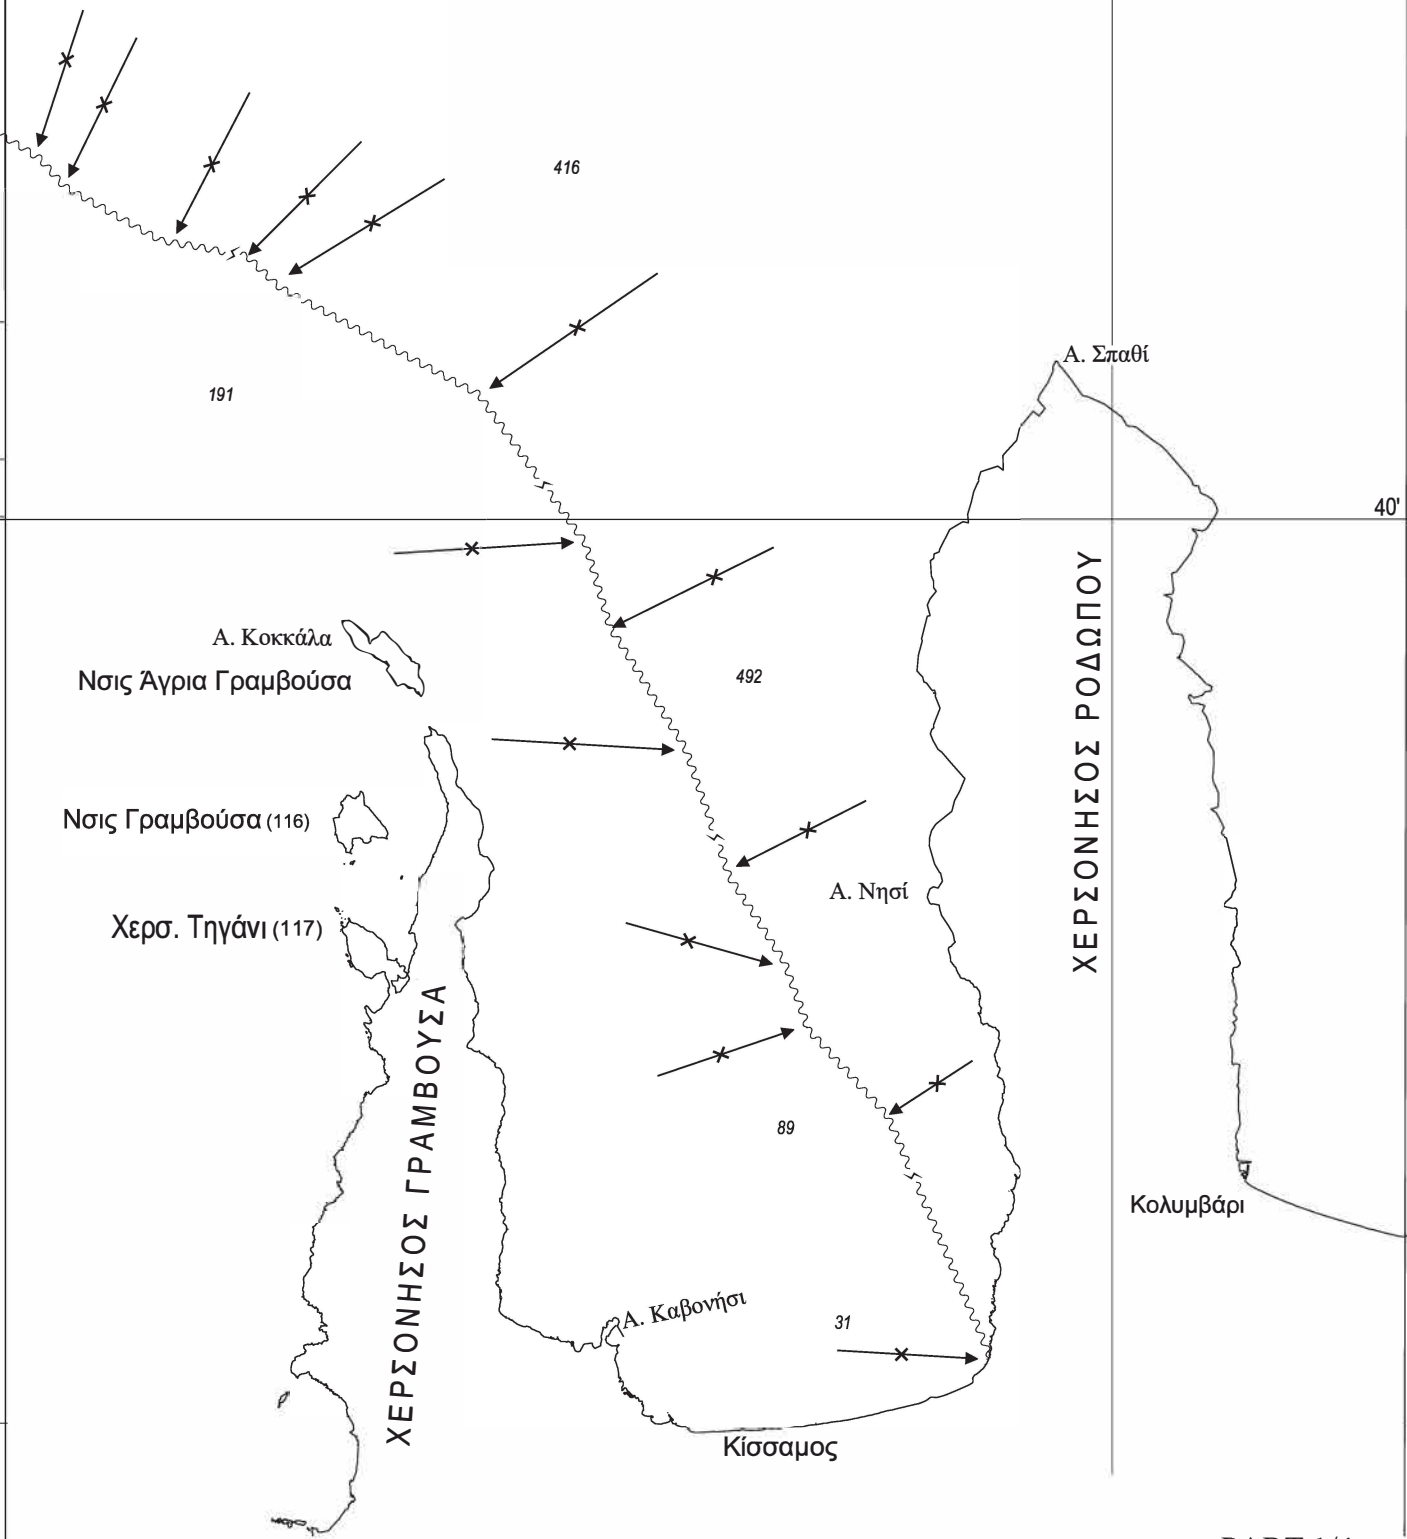 416
Α. Σπαθί
191
40'
Α. Κοκκάλα
Νσις Άγρια Γραμβούσα
492
ΧΕΡΣΟΝΗΣΟΣ ΡΟΔΩΠΟΥ
Νσις Γραμβούσα (116)
Α. Νησί
Χερσ. Τηγάνι (117)
ΧΕΡΣΟΝΗΣΟΣ ΓΡΑΜΒΟΥΣΑ
89
Κολυμβάρι
Α. Καβονήσι
31
Κίσσαμος